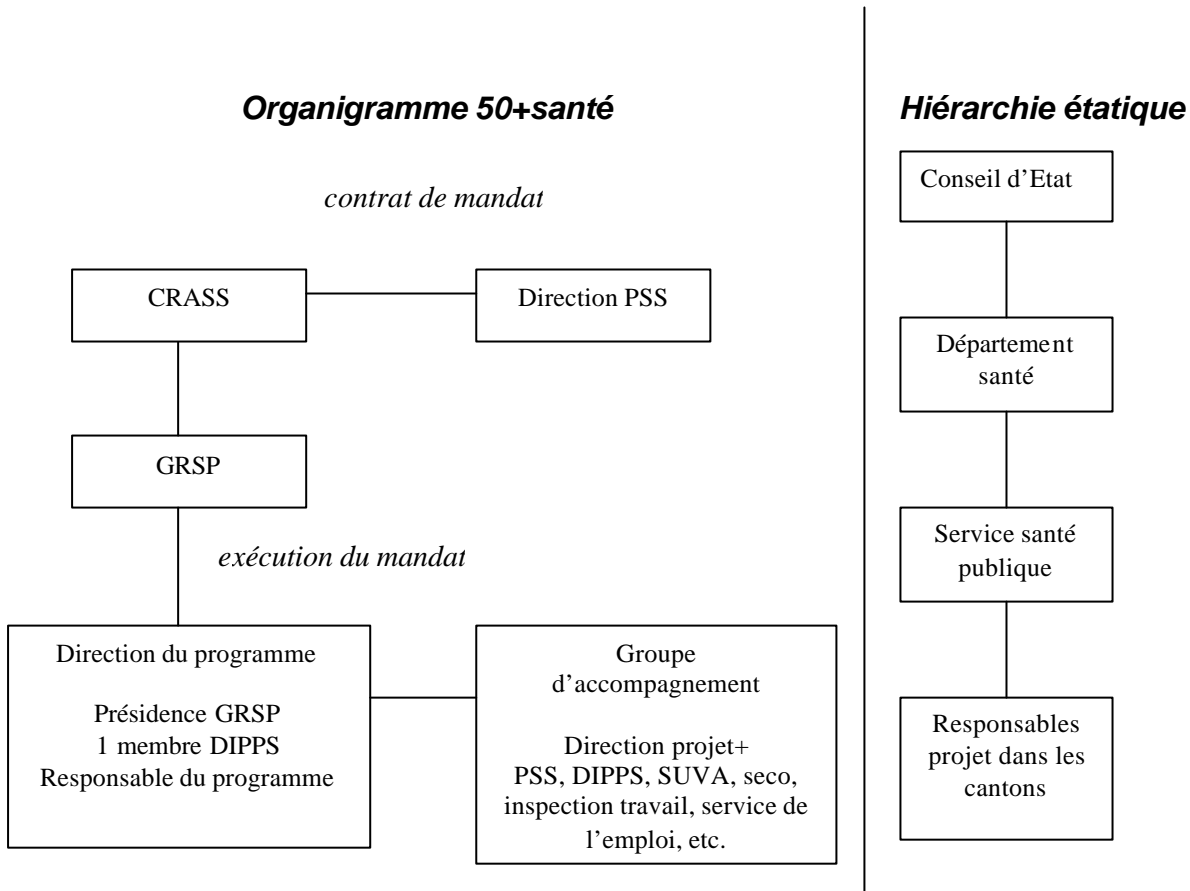 Organigramme 50+santé
contrat de mandat
CRASS
Direction PSS
GRSP
exécution du mandat
Direction du programme
Présidence GRSP
1 membre DIPPS
Responsable du programme
Groupe
d’accompagnement
Direction projet+
PSS, DIPPS, SUVA, seco,
inspection travail, service de
l’emploi, etc.
Hiérarchie étatique
Conseil d’Etat
Département
santé
Service santé
publique
Responsables
projet dans les
cantons